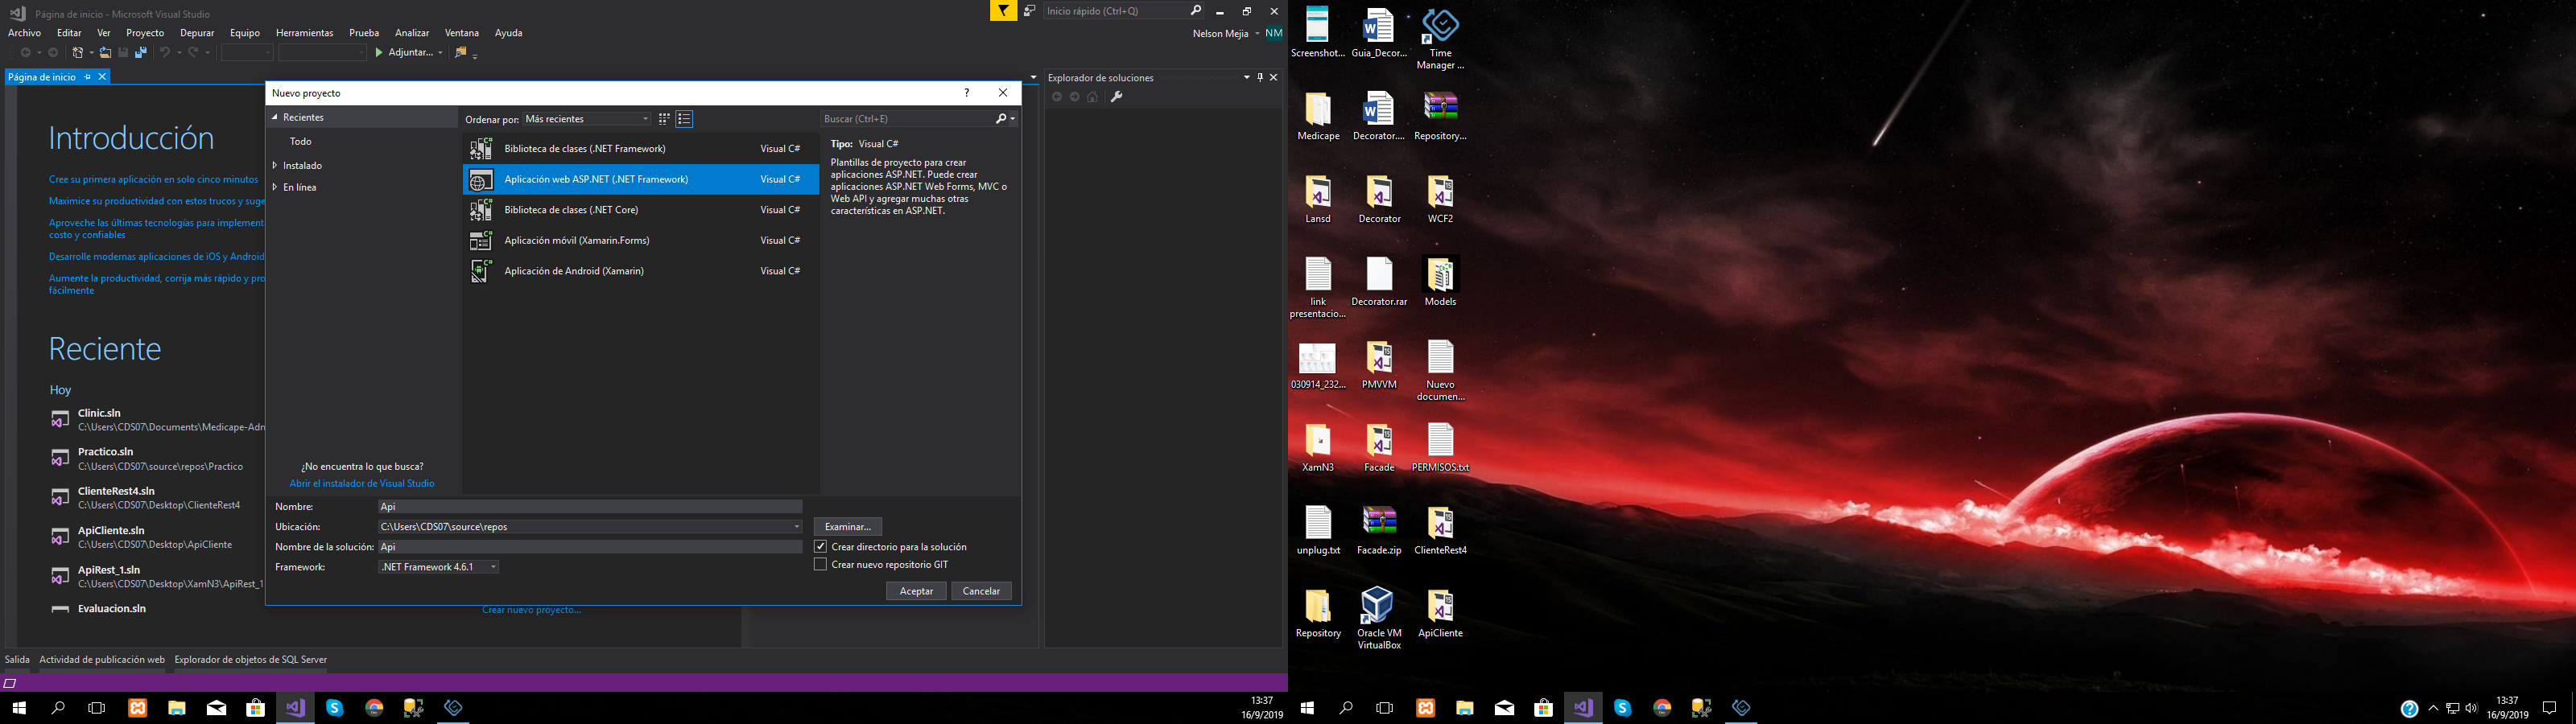 Página de inicio - Microsoft Visual Studio
Inicio rápido (Ctrl+Q)
Archivo Editar Ver Proyecto Depurar Equipo Herramientas Prueba Analizar Ventana Ayuda
Nelson Mejia NM
Adjuntar...
Página de inicio
Introducción
Cree su primera aplicación en solo cinco minutos
Maximice su productividad con estos trucos y suge
Aproveche las últimas tecnologías para implement
costo y confiables
Desarrolle modernas aplicaciones de iOS y Android
Aumente la productividad, corrija más rápido y pro
fácilmente
Reciente
Hoy
Clinic.sln
C:\Users\CDS07\Documents\Medicape-Adn
Practico.sln
C:\Users\CDS07\source\repos\Practico
ClienteRest4.sln
C:\Users\CDS07\Desktop\ClienteRest4
ApiCliente.sln
C:\Users\CDS07\Desktop\ApiCliente
ApiRest_1.sln
C:\Users\CDS07\Desktop\XamN3\ApiRest_1
Evaluacion.sln
Crear nuevo proyecto...
Nuevo proyecto
?
Recientes
Todo
Instalado
En línea
¿No encuentra lo que busca?
Abrir el instalador de Visual Studio
Ordenar por: Más recientes
Buscar (Ctrl+E)
Biblioteca de clases (.NET Framework) Visual C#
Aplicación web ASP.NET (.NET Framework) Visual C#
Biblioteca de clases (.NET Core) Visual C#
Aplicación móvil (Xamarin.Forms) Visual C#
Aplicación de Android (Xamarin) Visual C#
Tipo: Visual C#
Plantillas de proyecto para crear
aplicaciones ASP.NET. Puede crear
aplicaciones ASP.NET Web Forms, MVC o
Web API y agregar muchas otras
características en ASP.NET.
Nombre: Api
Ubicación: C:\Users\CDS07\source\repos Examinar...
Nombre de la solución: Api Crear directorio para la solución
Framework: .NET Framework 4.6.1 Crear nuevo repositorio GIT
Aceptar Cancelar
Explorador de soluciones
Salida Actividad de publicación web Explorador de objetos de SQL Server
13:37
16/9/2019
Screenshot... Guia_Decor... Time
Manager ...
Medicape Decorator.... Repository...
Lansd Decorator WCF2
link
presentacio... Decorator.rar Models
030914_232... PMVVM Nuevo
documen...
XamN3 Facade PERMISOS.txt
unplug.txt Facade.zip ClienteRest4
Repository Oracle VM
VirtualBox ApiCliente
13:37
16/9/2019